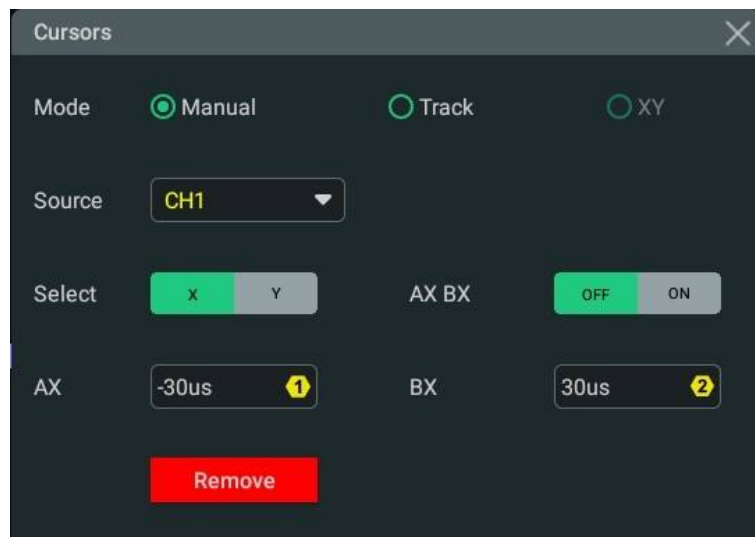 Cursors
Mode Manual Track XY
Source CH1
Select X Y AX BX OFF ON
AX -30us 1 BX 30us 2
Remove